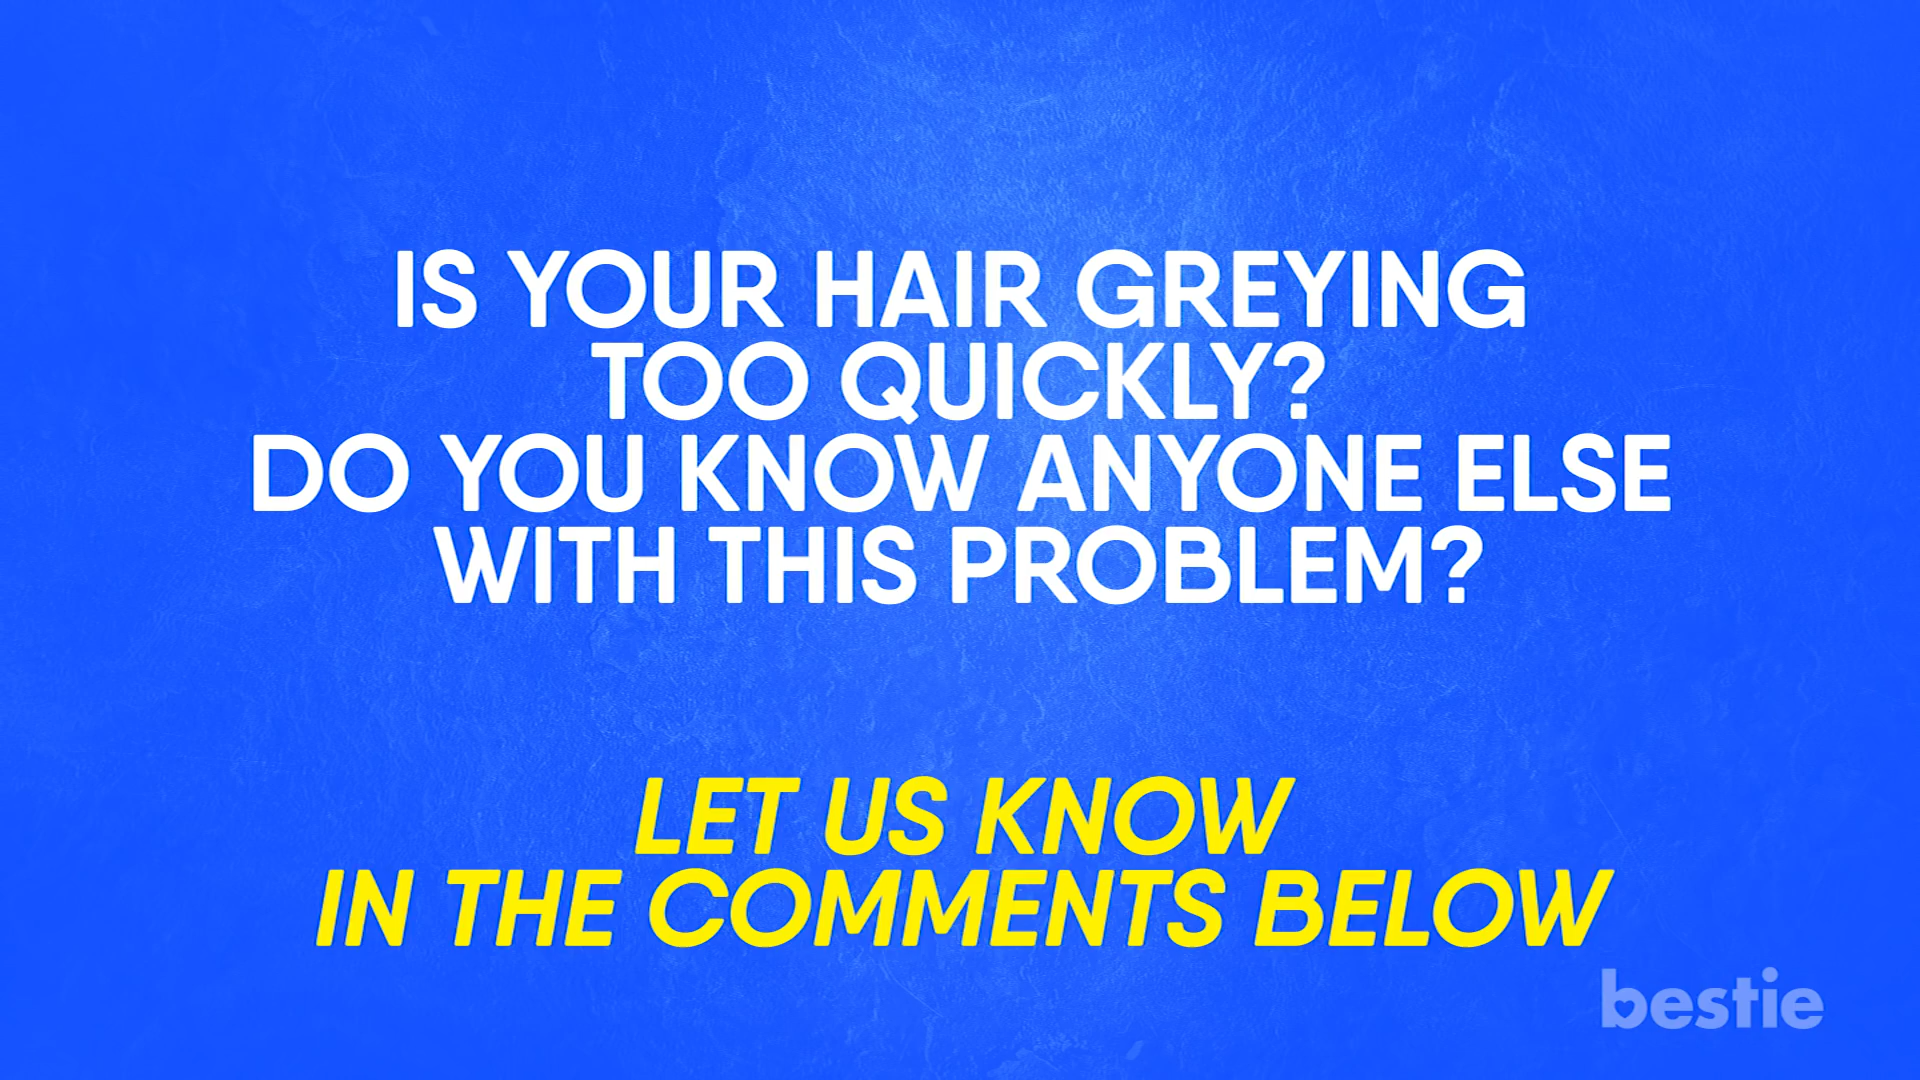 IS YOUR HAIR GREYING
TOO QUICKLY?
DO YOU KNOW ANYONE ELSE
WITH THIS PROBLEM?
LET US KNOW
IN THE COMMENTS BELOW
bestie